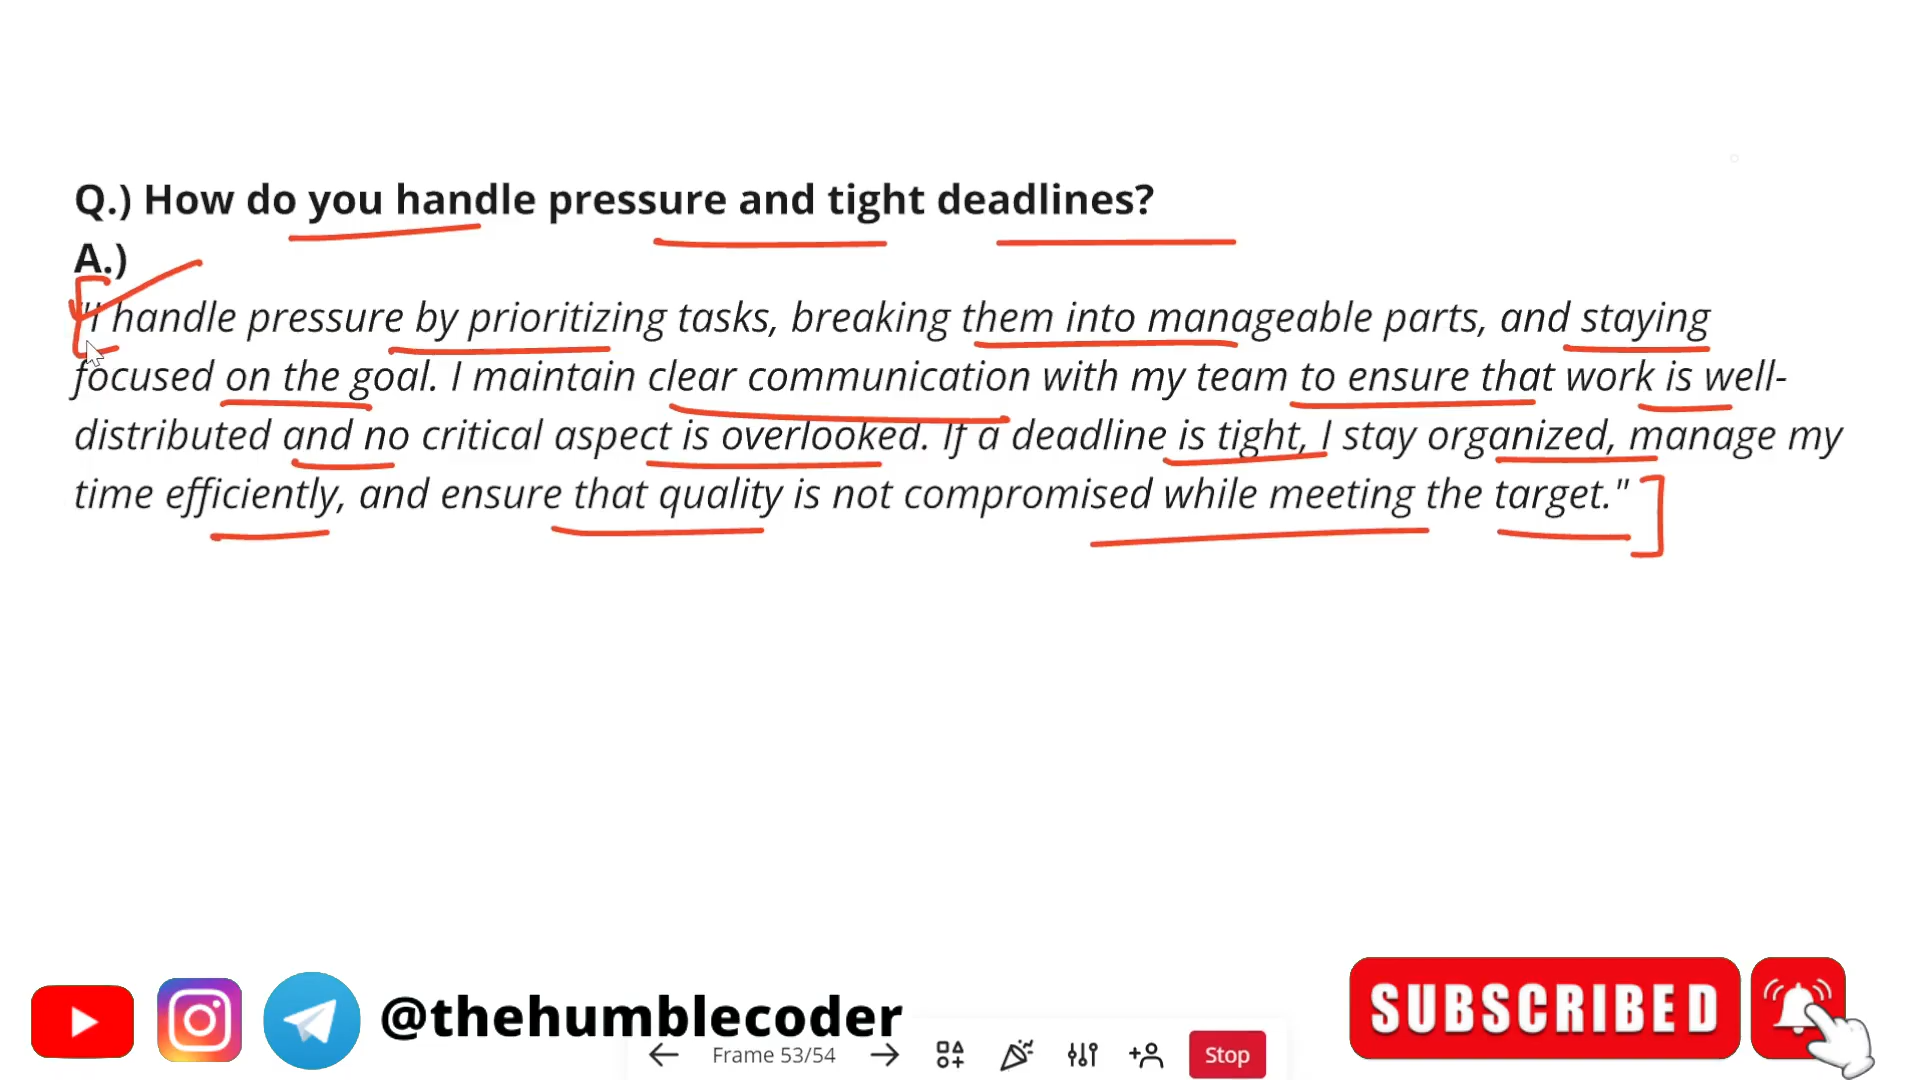 Q.) How do you handle pressure and tight deadlines?
A.)
"I handle pressure by prioritizing tasks, breaking them into manageable parts, and staying
focused on the goal. I maintain clear communication with my team to ensure that work is well-
distributed and no critical aspect is overlooked. If a deadline is tight, I stay organized, manage my
time efficiently, and ensure that quality is not compromised while meeting the target."
@thehumblecoder
SUBSCRIBED
Frame 53/54
Stop